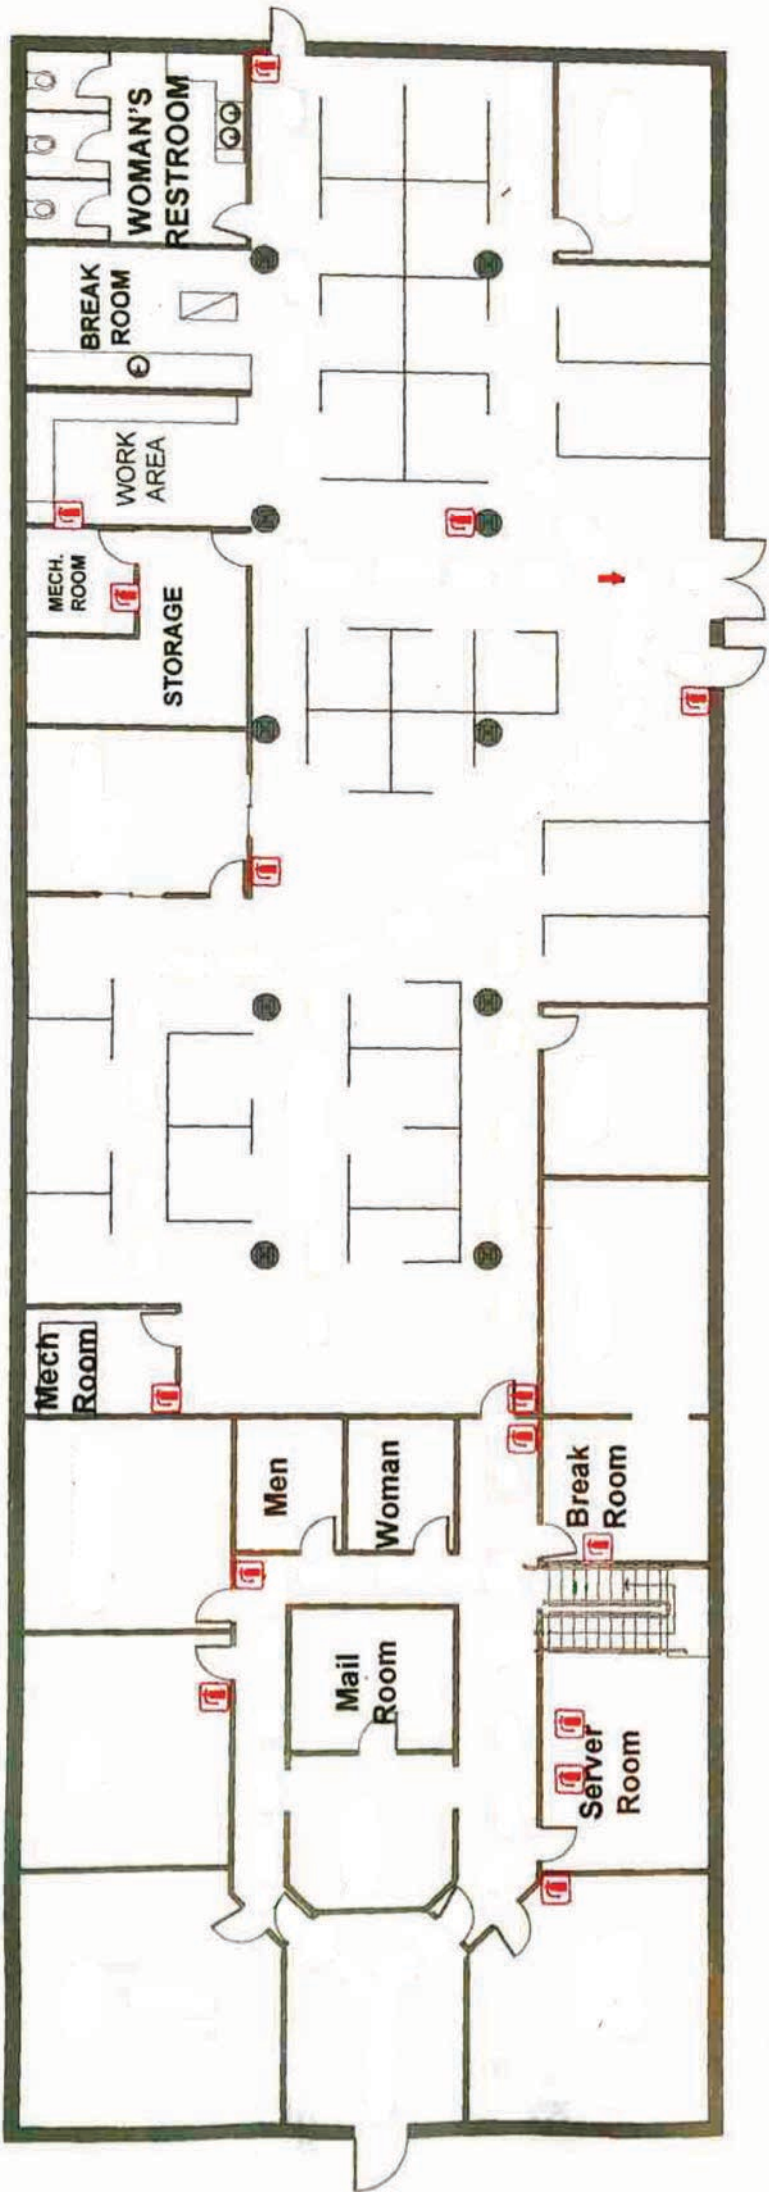 WOMAN'S
RESTROOM
BREAK
ROOM
WORK
AREA
MECH.
ROOM
STORAGE
Mech
Room
Men
Woman
Break
Room
Mail
Room
Server
Room